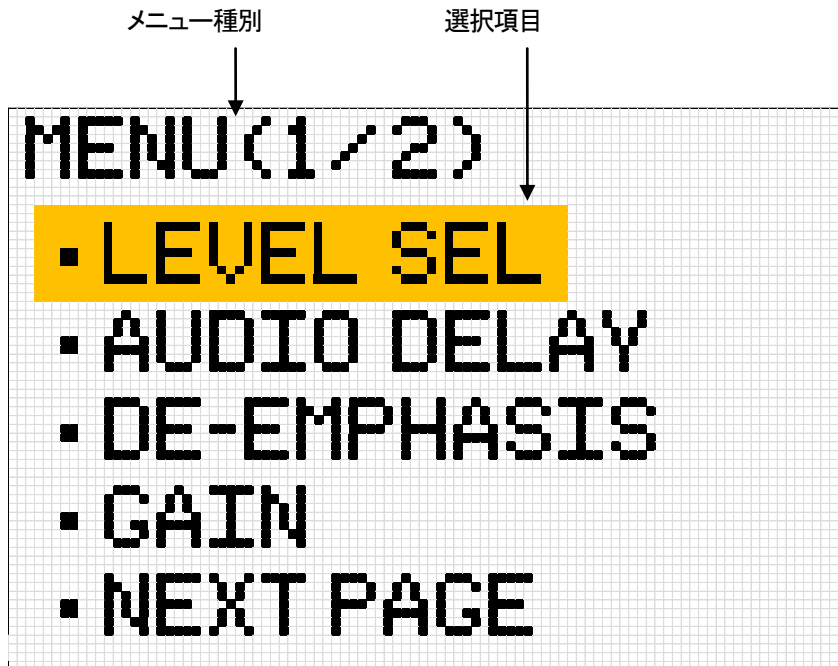 メニュー種別 選択項目
MENU(1/2)
・LEVEL SEL
・AUDIO DELAY
・DE-EMPHASIS
・GAIN
・NEXT PAGE